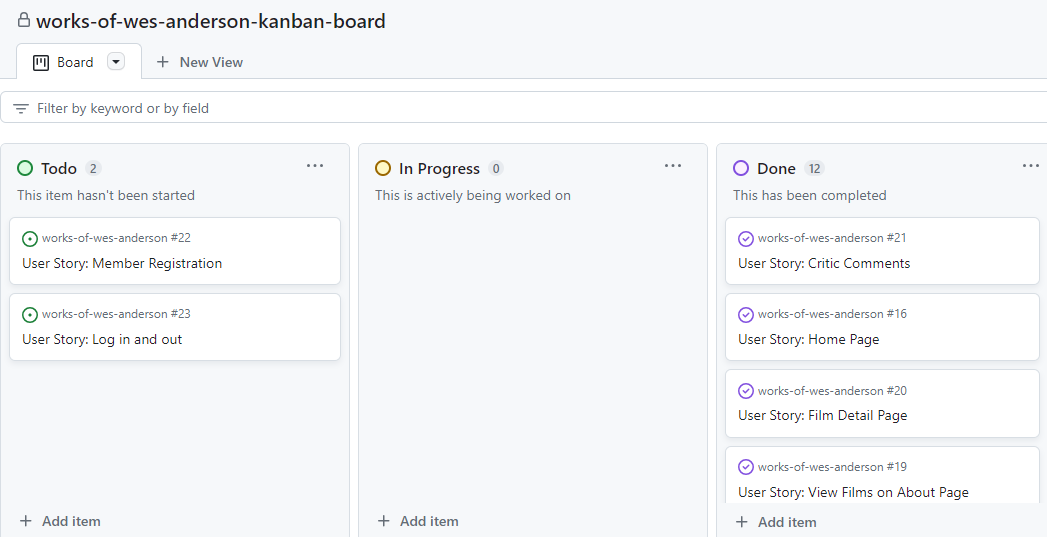 works-of-wes-anderson-kanban-board
Board
New View
Filter by keyword or by field
Todo 2
This item hasn't been started
works-of-wes-anderson #22
User Story: Member Registration
works-of-wes-anderson #23
User Story: Log in and out
Add item
In Progress 0
This is actively being worked on
Add item
Done 12
This has been completed
works-of-wes-anderson #21
User Story: Critic Comments
works-of-wes-anderson #16
User Story: Home Page
works-of-wes-anderson #20
User Story: Film Detail Page
works-of-wes-anderson #19
User Story: View Films on About Page
Add item